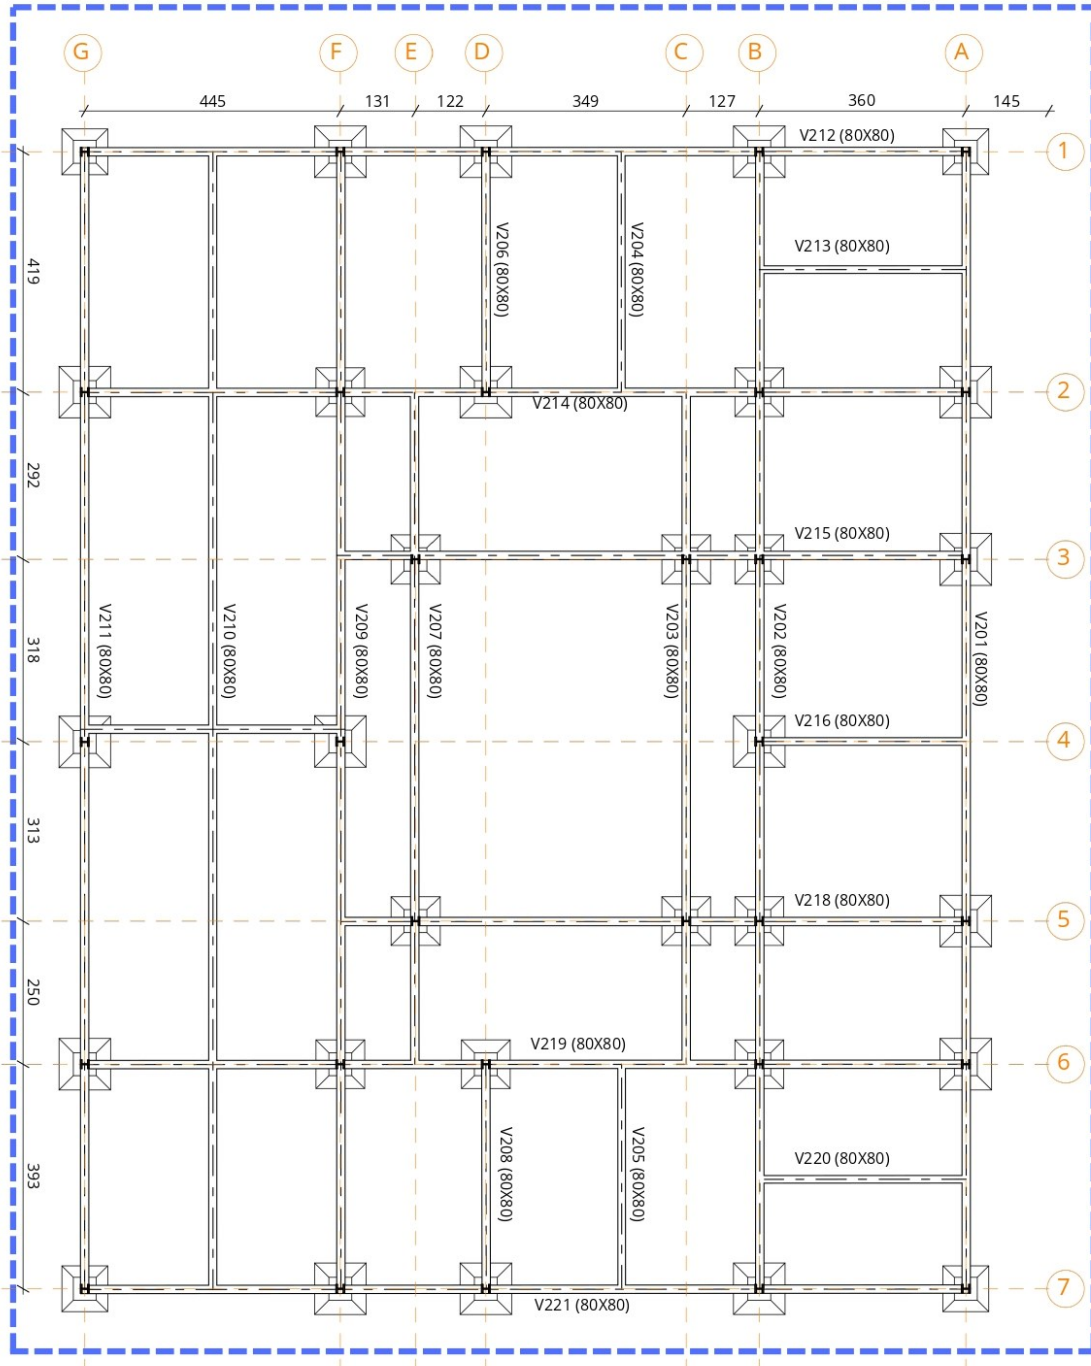 G F E D C B A
445 131 122 349 127 360 145
V212 (80X80)
1
V206 (80X80)
V204 (80X80)
V213 (80X80)
419
2
V214 (80X80)
292
V215 (80X80)
3
V211 (80X80)
V210 (80X80)
V209 (80X80)
V207 (80X80)
V203 (80X80)
V202 (80X80)
V201 (80X80)
318
V216 (80X80)
4
313
V218 (80X80)
5
250
V219 (80X80)
6
V208 (80X80)
V205 (80X80)
V220 (80X80)
393
7
V221 (80X80)